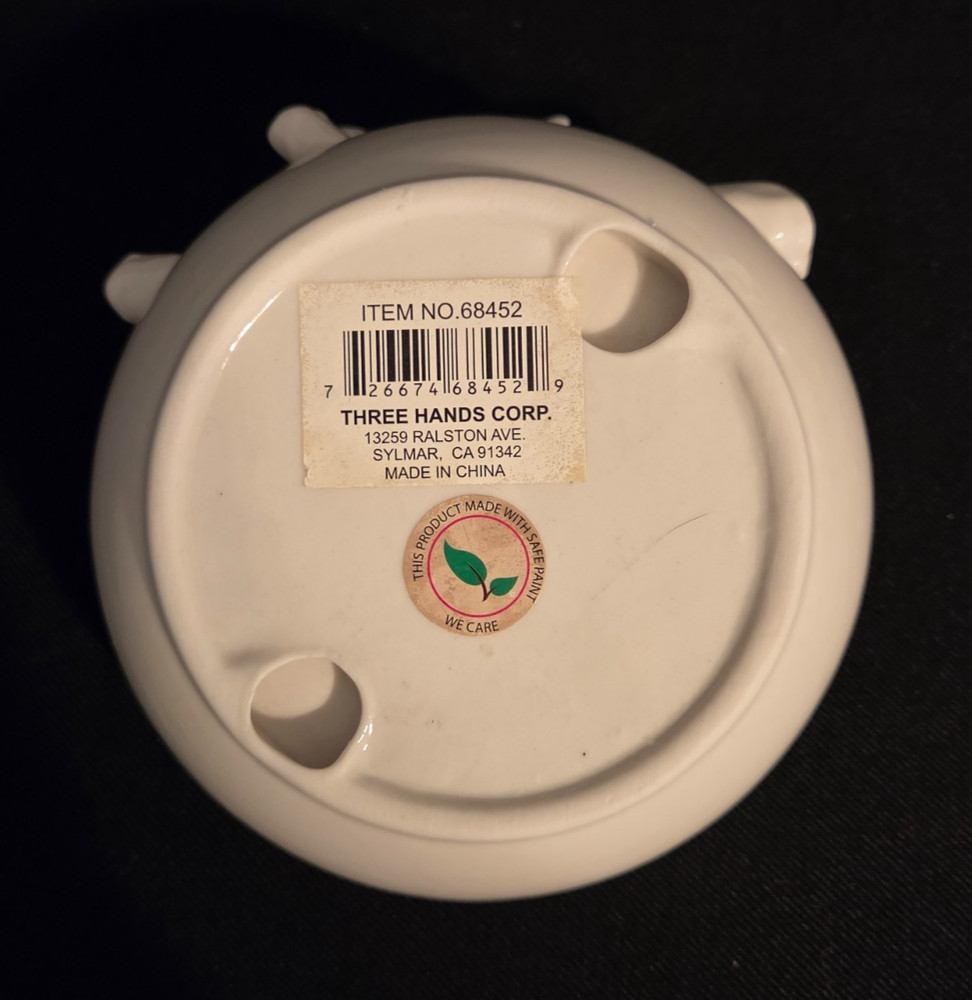 ITEM NO.68452
7 26674 68452 9
THREE HANDS CORP.
13259 RALSTON AVE.
SYLMAR, CA 91342
MADE IN CHINA
THIS PRODUCT MADE WITH SAFE PAINT
WE CARE